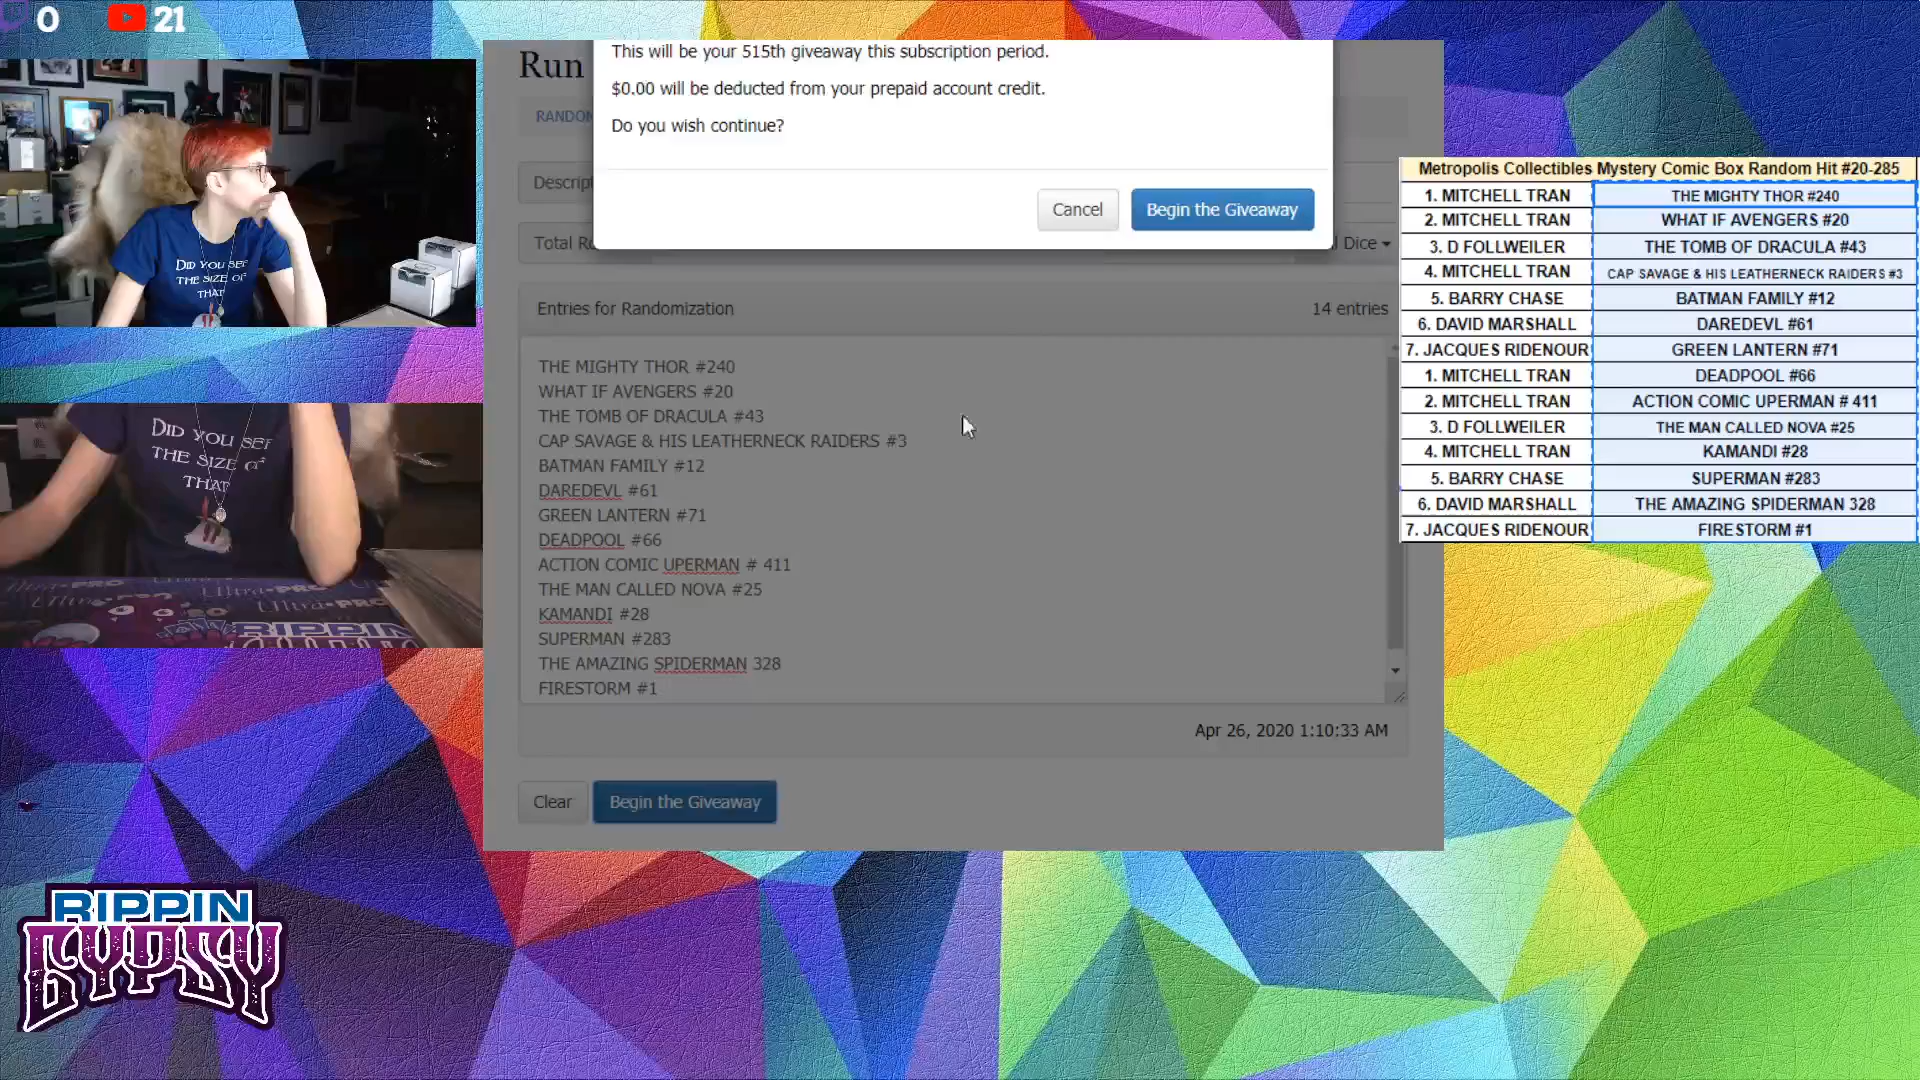 0 21
DID YOU SEE
THE SIZE OF
THAT
DID YOU SEE
THE SIZE OF
THAT
Ultra PRO
RIPPIN
RIPPIN
GYPSY
Run
RANDOM
This will be your 515th giveaway this subscription period.
$0.00 will be deducted from your prepaid account credit.
Do you wish continue?
Cancel Begin the Giveaway
Descript
Total Ro
l Dice
Entries for Randomization 14 entries
THE MIGHTY THOR #240
WHAT IF AVENGERS #20
THE TOMB OF DRACULA #43
CAP SAVAGE & HIS LEATHERNECK RAIDERS #3
BATMAN FAMILY #12
DAREDEVL #61
GREEN LANTERN #71
DEADPOOL #66
ACTION COMIC UPERMAN # 411
THE MAN CALLED NOVA #25
KAMANDI #28
SUPERMAN #283
THE AMAZING SPIDERMAN 328
FIRESTORM #1
Apr 26, 2020 1:10:33 AM
Clear Begin the Giveaway
Metropolis Collectibles Mystery Comic Box Random Hit #20-285
1. MITCHELL TRAN THE MIGHTY THOR #240
2. MITCHELL TRAN WHAT IF AVENGERS #20
3. D FOLLWEILER THE TOMB OF DRACULA #43
4. MITCHELL TRAN CAP SAVAGE & HIS LEATHERNECK RAIDERS #3
5. BARRY CHASE BATMAN FAMILY #12
6. DAVID MARSHALL DAREDEVL #61
7. JACQUES RIDENOUR GREEN LANTERN #71
1. MITCHELL TRAN DEADPOOL #66
2. MITCHELL TRAN ACTION COMIC UPERMAN # 411
3. D FOLLWEILER THE MAN CALLED NOVA #25
4. MITCHELL TRAN KAMANDI #28
5. BARRY CHASE SUPERMAN #283
6. DAVID MARSHALL THE AMAZING SPIDERMAN 328
7. JACQUES RIDENOUR FIRESTORM #1